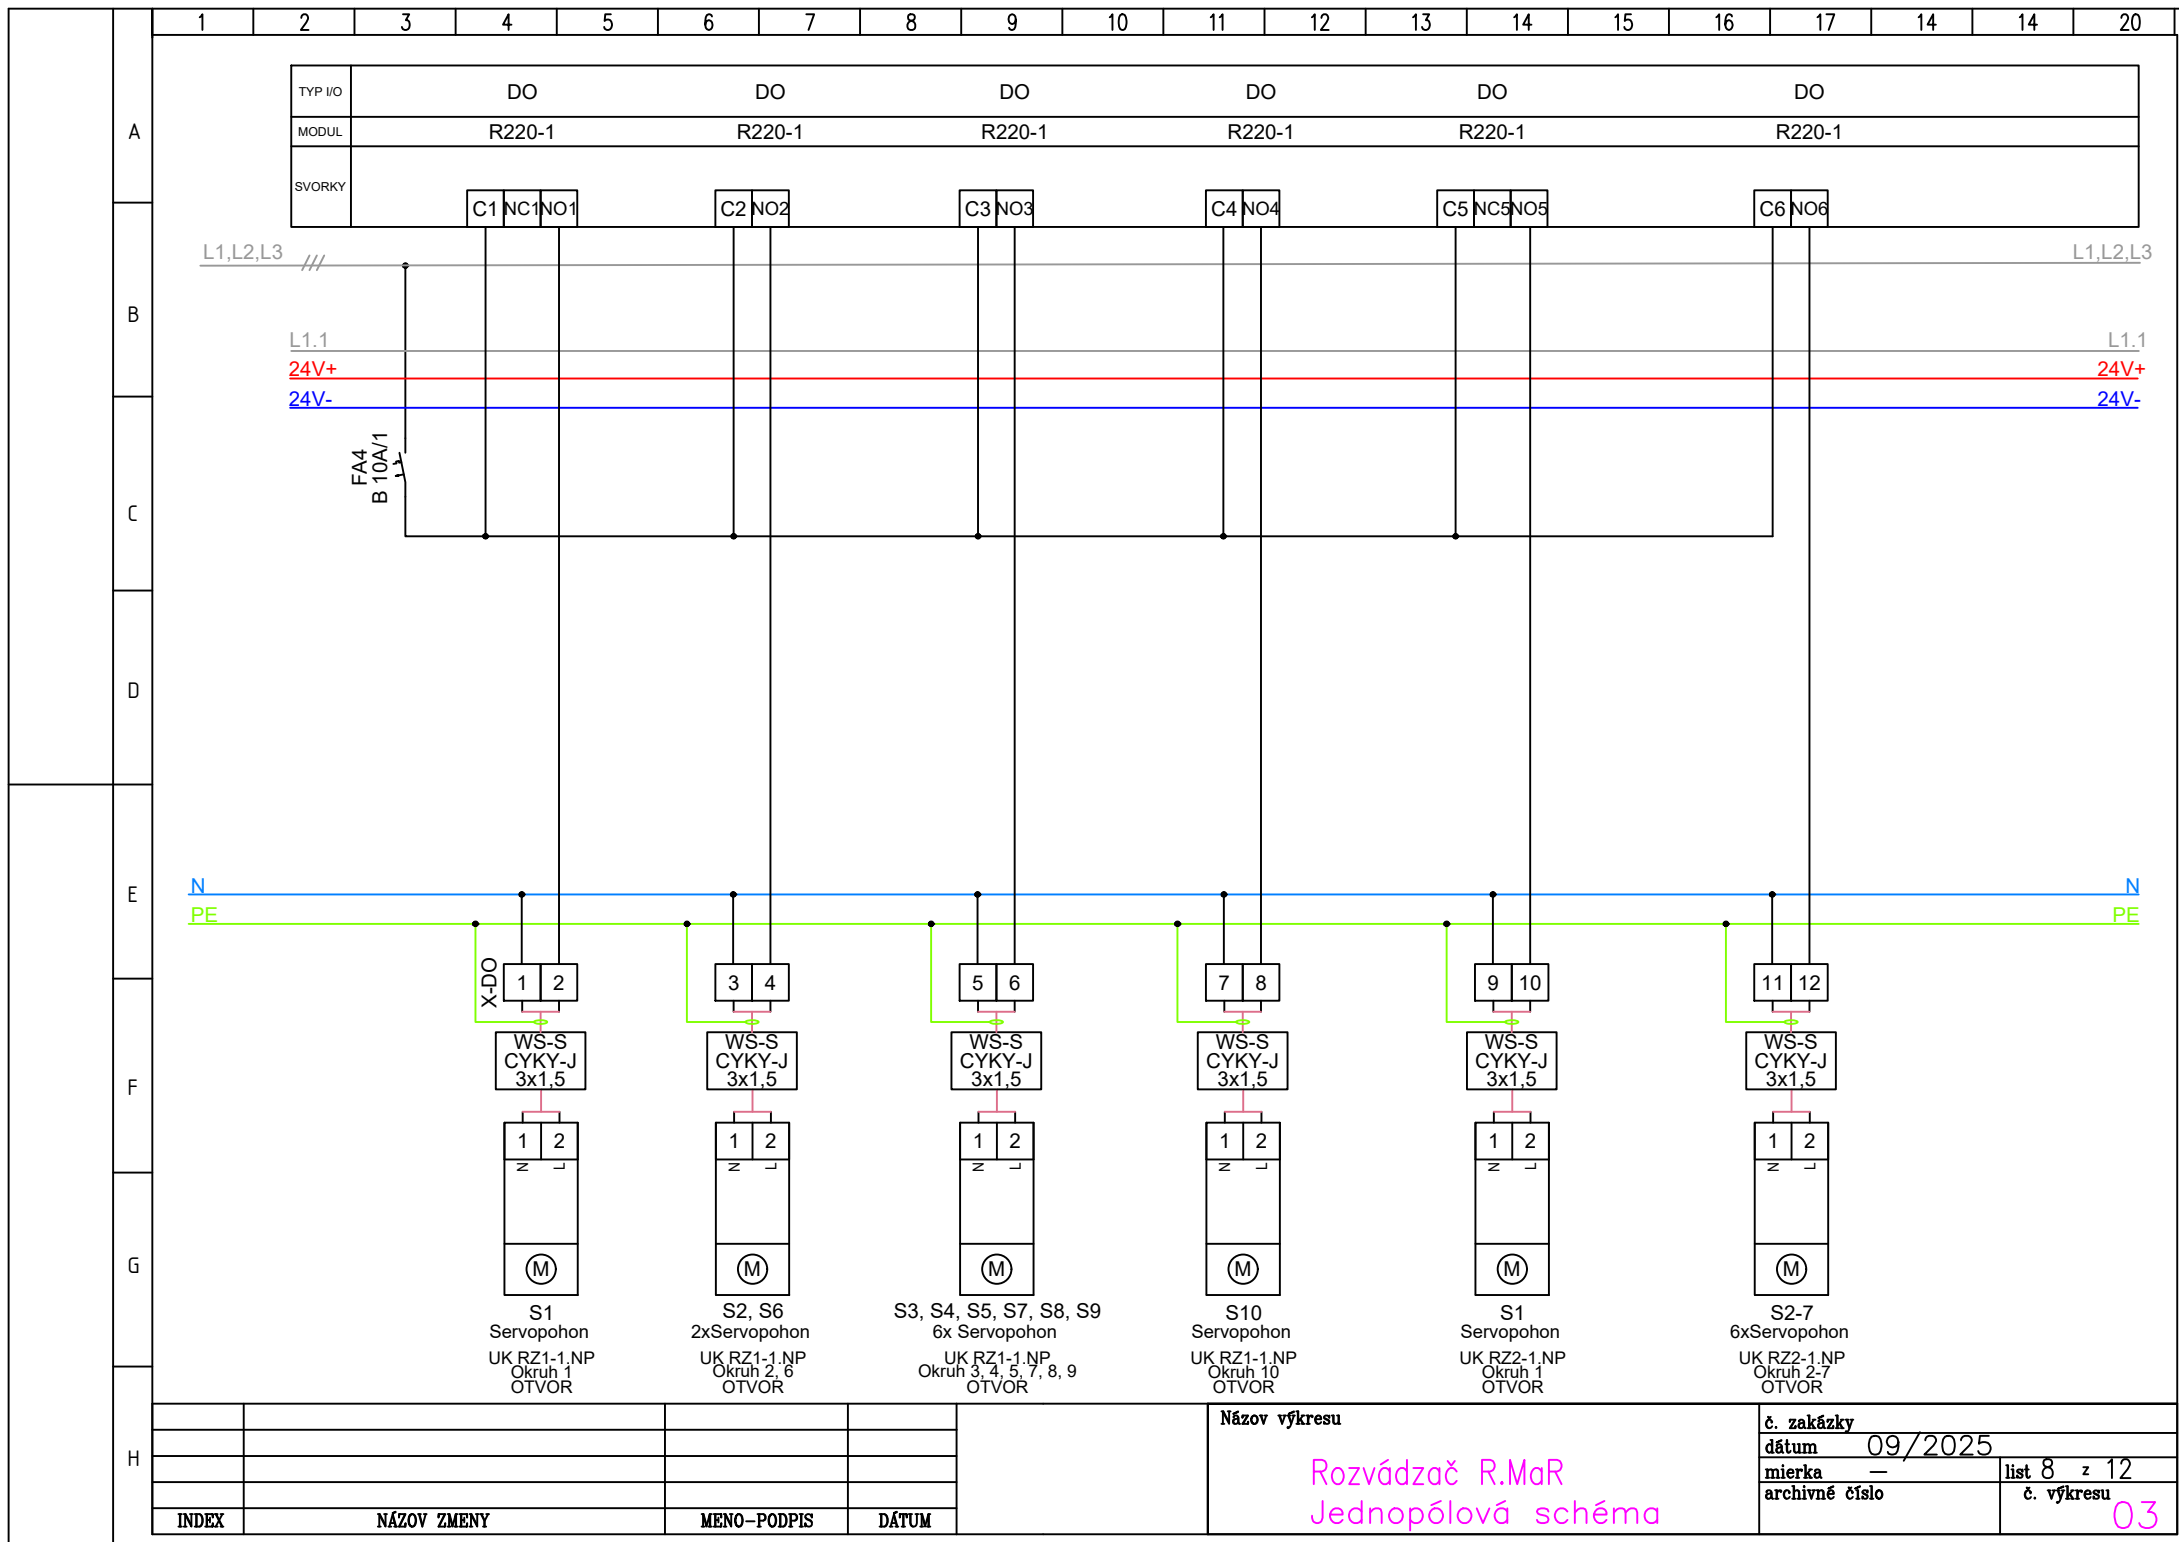 1 2 3 4 5 6 7 8 9 10 11 12 13 14 15 16 17 14 14 20
TYP I/O DO DO DO DO DO DO
A
MODUL R220-1 R220-1 R220-1 R220-1 R220-1 R220-1
SVORKY
C1 NC1 NO1 C2 NO2 C3 NO3 C4 NO4 C5 NC5 NO5 C6 NO6
L1,L2,L3 L1,L2,L3
B
L1.1 L1.1
24V+ 24V+
24V- 24V-
FA4
B 10A/1
C
D
E
N N
PE PE
X-DO
1 2 3 4 5 6 7 8 9 10 11 12
WS-S WS-S WS-S WS-S WS-S WS-S
CYKY-J CYKY-J CYKY-J CYKY-J CYKY-J CYKY-J
3x1,5 3x1,5 3x1,5 3x1,5 3x1,5 3x1,5
F
1 2 1 2 1 2 1 2 1 2 1 2
N L N L N L N L N L N L
G
M M M M M M
S1 S2, S6 S3, S4, S5, S7, S8, S9 S10 S1 S2-7
Servopohon 2xServopohon 6x Servopohon Servopohon Servopohon 6xServopohon
UK RZ1-1.NP UK RZ1-1.NP UK RZ1-1.NP UK RZ1-1.NP UK RZ2-1.NP UK RZ2-1.NP
Okruh 1 Okruh 2, 6 Okruh 3, 4, 5, 7, 8, 9 Okruh 10 Okruh 1 Okruh 2-7
OTVOR OTVOR OTVOR OTVOR OTVOR OTVOR
H
Názov výkresu
Rozvádzač R.MaR
Jednopólová schéma
č. zakázky
dátum 09/2025
mierka – list 8 z 12
archivné číslo č. výkresu
03
INDEX NÁZOV ZMENY MENO-PODPIS DÁTUM